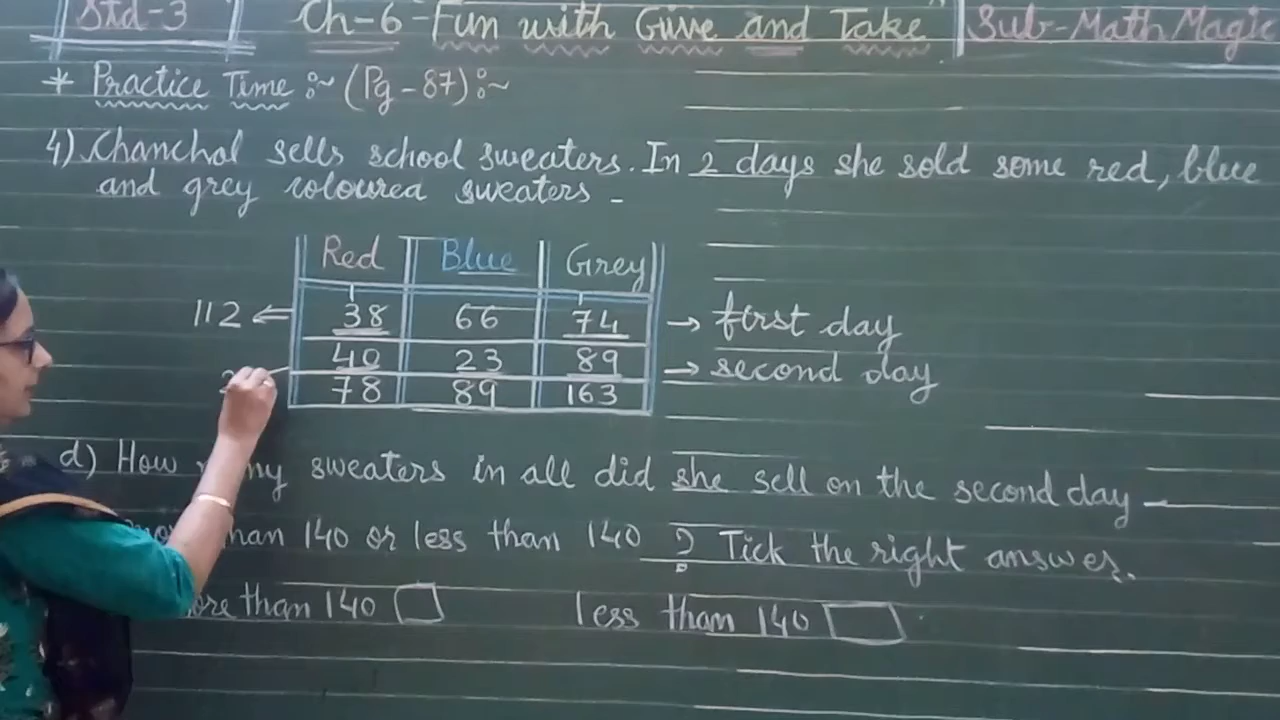 Std-3 Ch-6-Fun with Give and Take Sub-Math Magic
* Practice Time :~ (Pg-87):~
4) Chanchal sells school sweaters. In 2 days she sold some red, blue
and grey coloured sweaters -
Red Blue Grey
112 ⇐ 38 66 74 → first day
40 23 89 → second day
78 89 163
d) How sweaters in all did she sell on the second day —
140 or less than 140 ? Tick the right answer.
than 140 less than 140